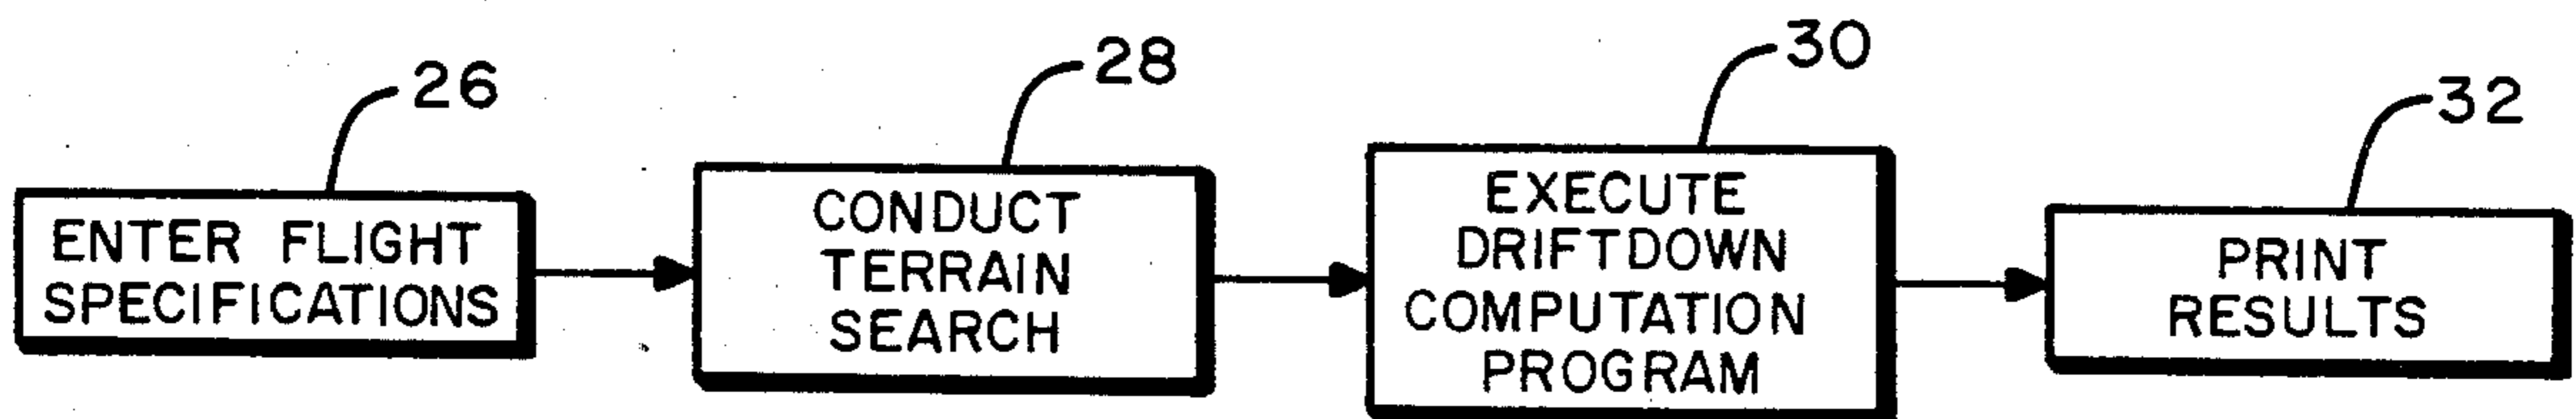 26
ENTER FLIGHT
SPECIFICATIONS
28
CONDUCT
TERRAIN
SEARCH
30
EXECUTE
DRIFTDOWN
COMPUTATION
PROGRAM
32
PRINT
RESULTS